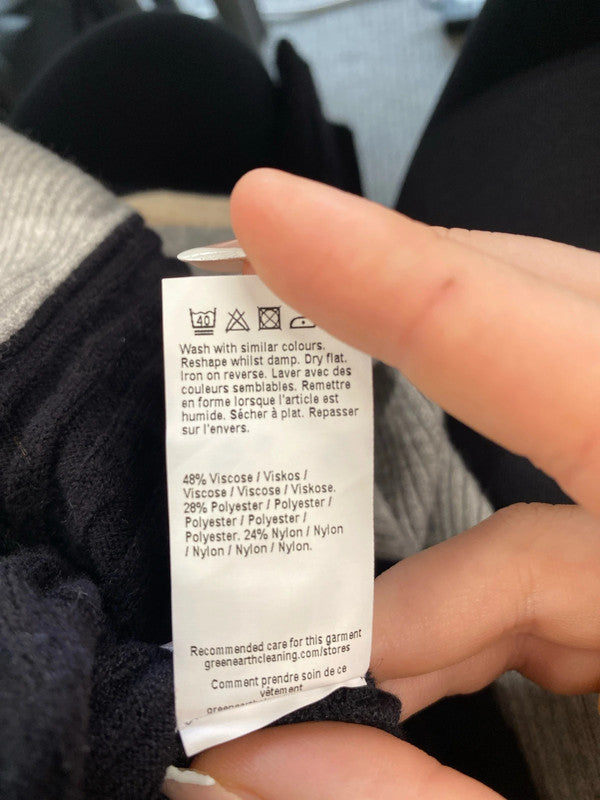 40
Wash with similar colours.
Reshape whilst damp. Dry flat.
Iron on reverse. Laver avec des
couleurs semblables. Remettre
en forme lorsque l'article est
humide. Sécher à plat. Repasser
sur l'envers.
48% Viscose / Viskos /
Viscose / Viscose / Viskose.
28% Polyester / Polyester /
Polyester / Polyester /
Polyester. 24% Nylon / Nylon
/ Nylon / Nylon / Nylon.
Recommended care for this garment
greenearthcleaning.com/stores
Comment prendre soin de ce
vêtement